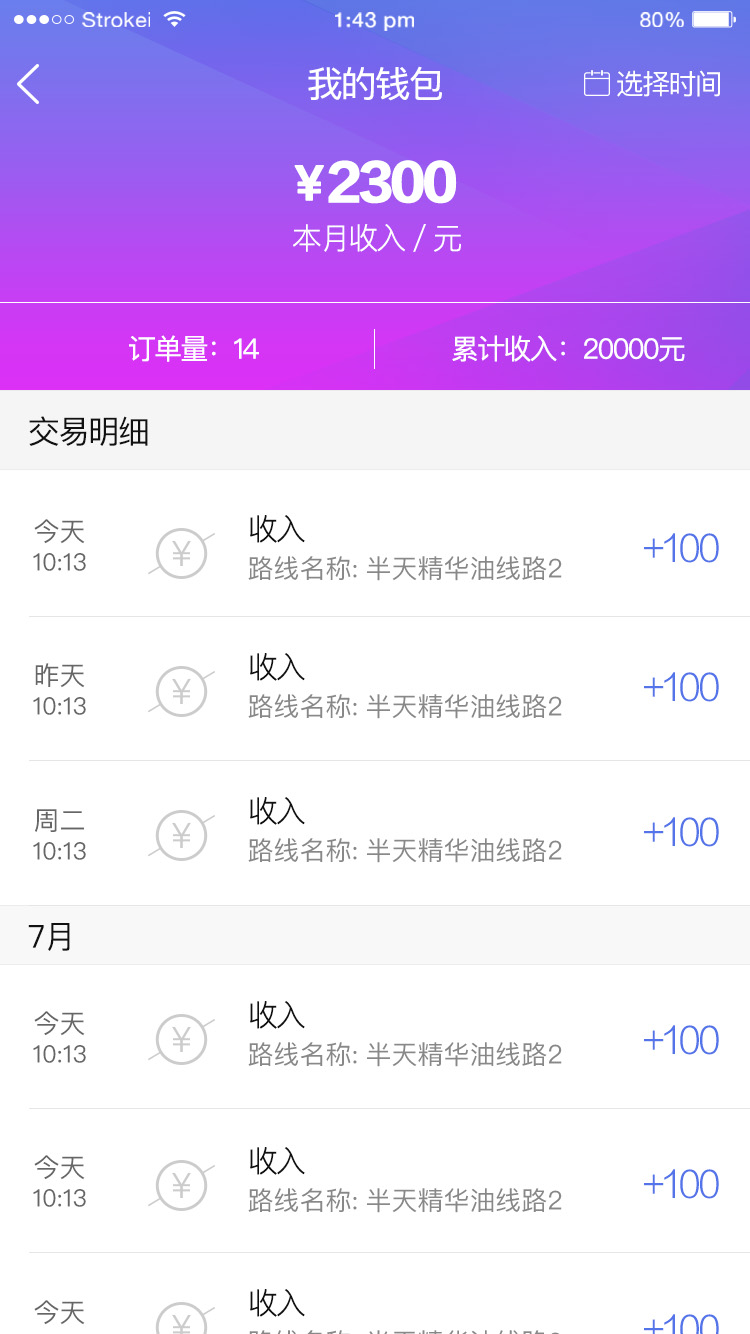 Strokei 1:43 pm 80%
我的钱包 选择时间
¥2300
本月收入 / 元
订单量：14 累计收入：20000元
交易明细
今天 收入 +100
10:13 路线名称: 半天精华油线路2
昨天 收入 +100
10:13 路线名称: 半天精华油线路2
周二 收入 +100
10:13 路线名称: 半天精华油线路2
7月
今天 收入 +100
10:13 路线名称: 半天精华油线路2
今天 收入 +100
10:13 路线名称: 半天精华油线路2
今天 收入 +100